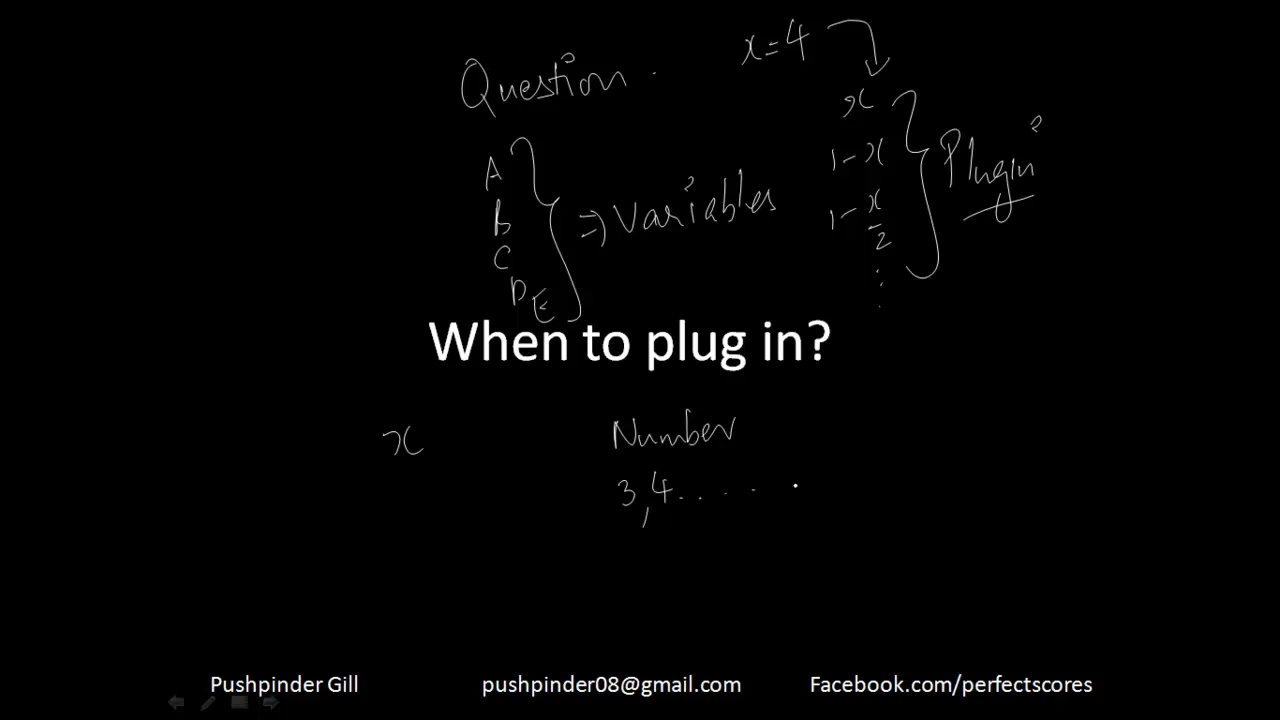 x=4
Question.
x
A
1-x
Plugin
B
⇒ Variables
1-x/2
C
D
E
When to plug in?
x
Number
3,4.....
Pushpinder Gill
pushpinder08@gmail.com
Facebook.com/perfectscores